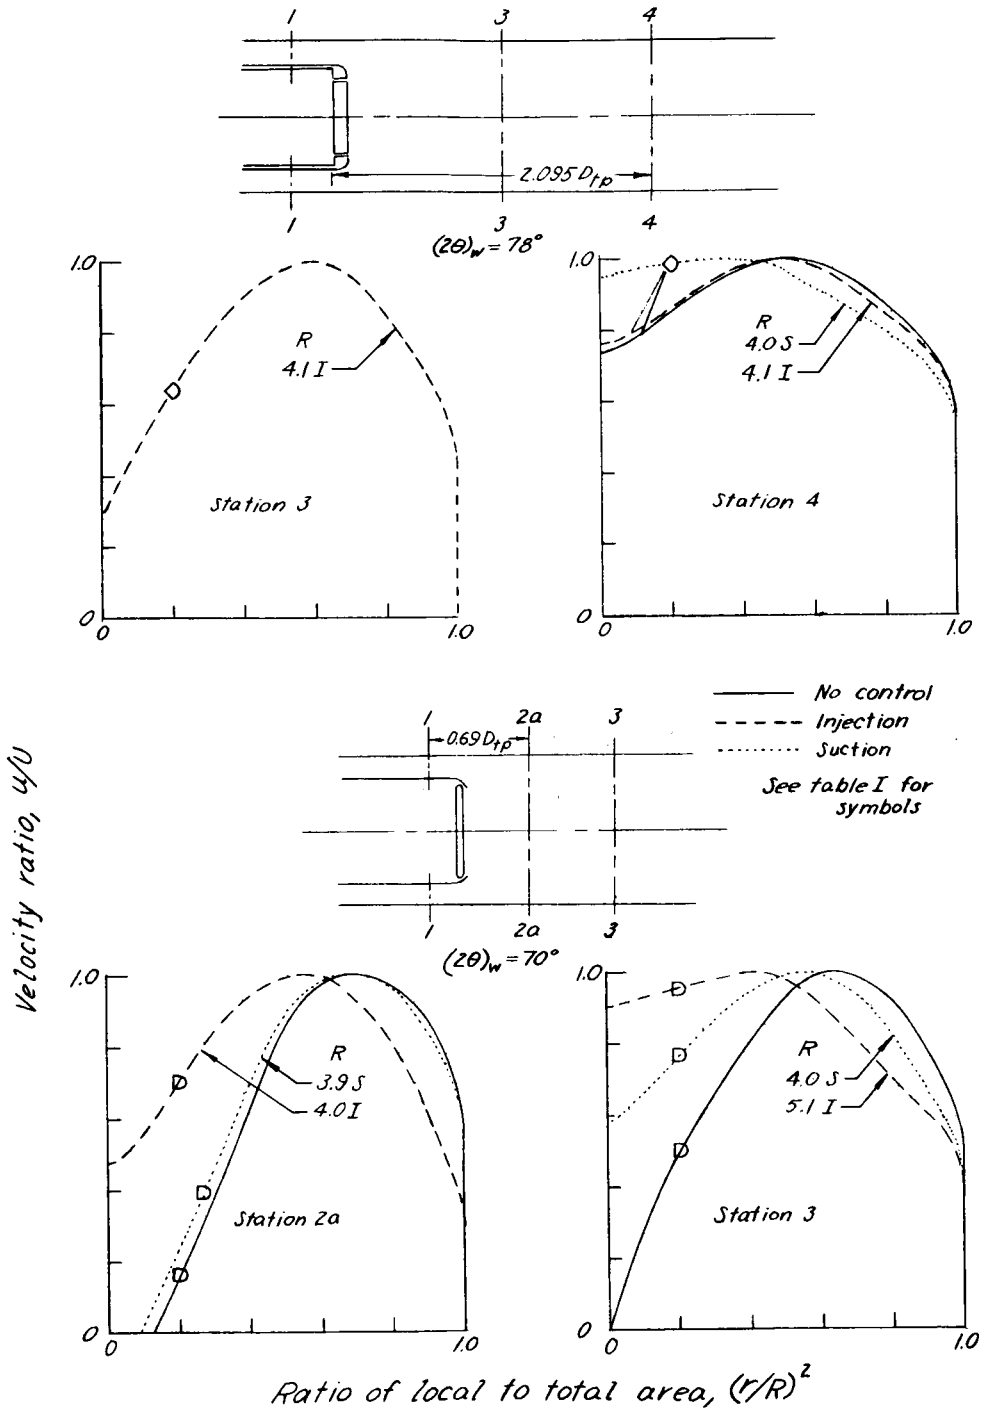 1 3 4
2.095 D_tp
1 3 4
(2θ)_w = 78°
1.0
R
4.1 I
Station 3
0
0 1.0
1.0
R
4.0 S
4.1 I
Station 4
0
0 1.0
No control
Injection
Suction
See table I for
symbols
1 2a 3
0.69 D_tp
1 2a 3
(2θ)_w = 70°
Velocity ratio, u/U
1.0
R
3.9 S
4.0 I
Station 2a
0
0 1.0
1.0
R
4.0 S
5.1 I
Station 3
0
0 1.0
Ratio of local to total area, (r/R)²